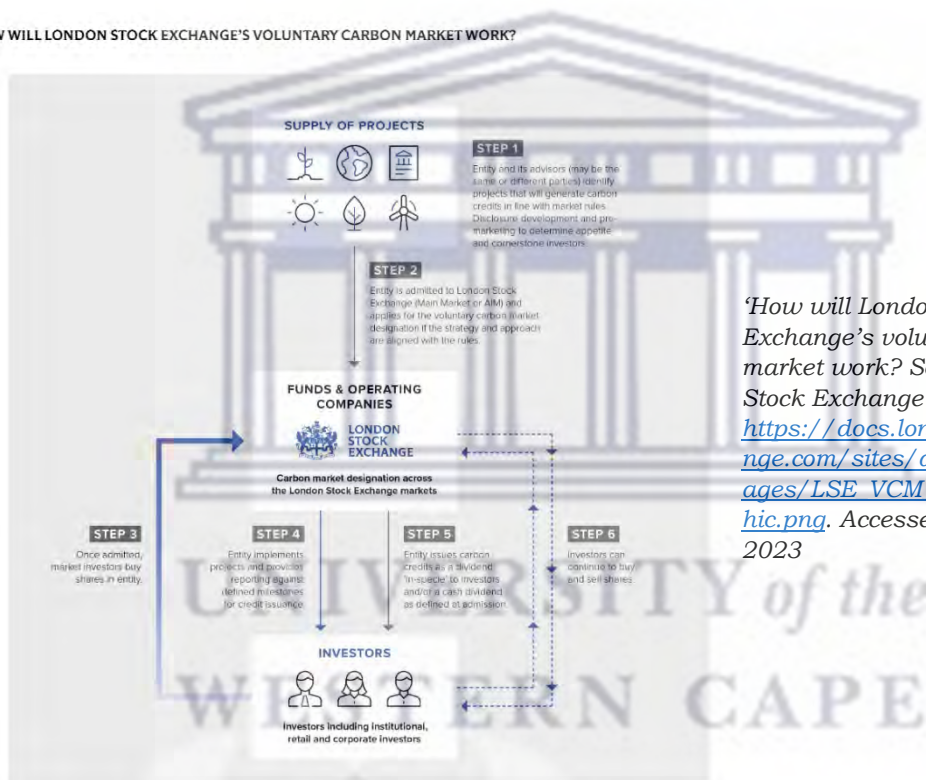 W WILL LONDON STOCK EXCHANGE'S VOLUNTARY CARBON MARKET WORK?
SUPPLY OF PROJECTS
STEP 1
Entity and its advisors (may be the
same or different parties) identify
projects that will generate carbon
credits in line with market rules.
Disclosure development and pre-
marketing to determine appetite
and cornerstone investors.
STEP 2
Entity is admitted to London Stock
Exchange (Main Market or AIM) and
applies for the voluntary carbon market
designation if the strategy and approach
are aligned with the rules.
FUNDS & OPERATING
COMPANIES
LONDON
STOCK
EXCHANGE
Carbon market designation across
the London Stock Exchange markets
STEP 3
Once admitted,
market investors buy
shares in entity.
STEP 4
Entity implements
projects and provides
reporting against
defined milestones
for credit issuance.
STEP 5
Entity issues carbon
credits as a dividend
'in-specie' to investors
and/or a cash dividend
as defined at admission.
STEP 6
Investors can
continue to buy
and sell shares.
INVESTORS
Investors including institutional,
retail and corporate investors
'How will Londo
Exchange's volu
market work? S
Stock Exchange
https://docs.lon
nge.com/sites/
ages/LSE_VCM
hic.png. Accesse
2023
UNIVERSITY of the
WESTERN CAPE